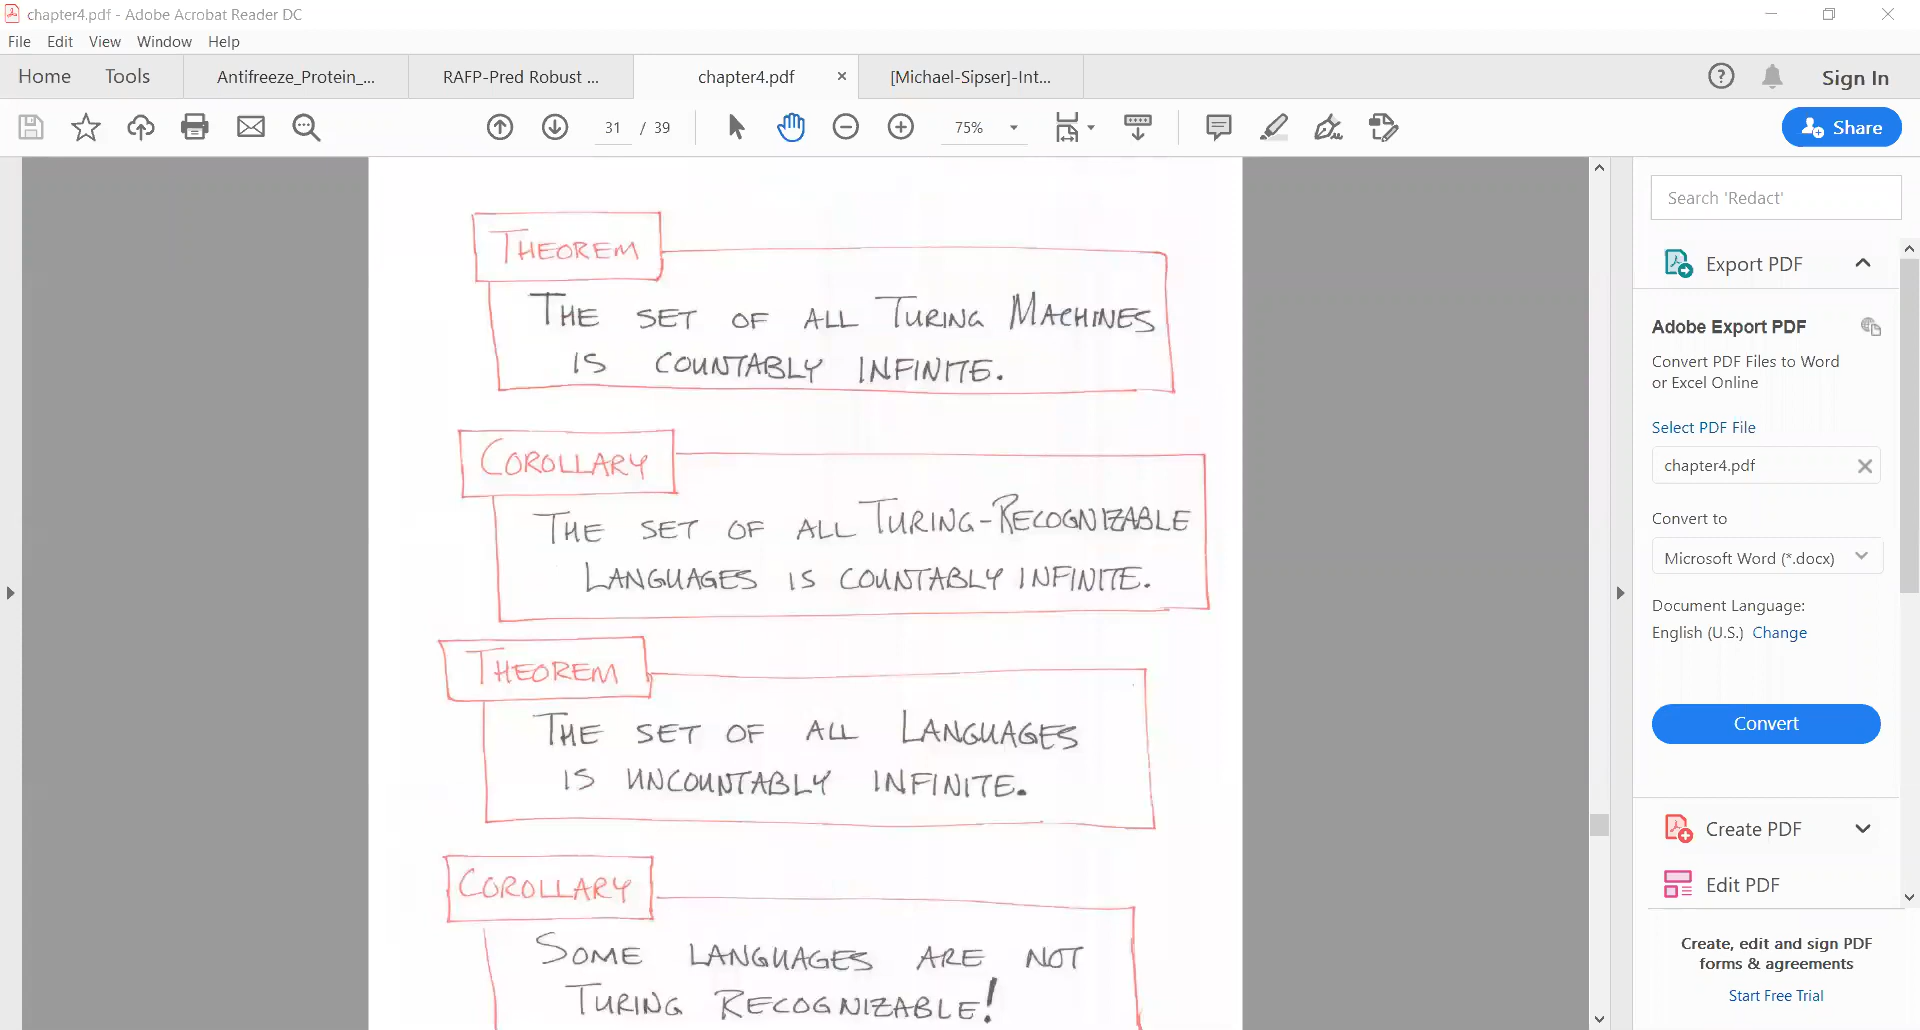 chapter4.pdf - Adobe Acrobat Reader DC
File Edit View Window Help
Home Tools Antifreeze_Protein_... RAFP-Pred Robust ... chapter4.pdf × [Michael-Sipser]-Int... Sign In
31 / 39 75% Share
THEOREM
THE SET OF ALL TURING MACHINES
IS COUNTABLY INFINITE.
COROLLARY
THE SET OF ALL TURING-RECOGNIZABLE
LANGUAGES IS COUNTABLY INFINITE.
THEOREM
THE SET OF ALL LANGUAGES
IS UNCOUNTABLY INFINITE.
COROLLARY
SOME LANGUAGES ARE NOT
TURING RECOGNIZABLE!
Search 'Redact'
Export PDF
Adobe Export PDF
Convert PDF Files to Word
or Excel Online
Select PDF File
chapter4.pdf
Convert to
Microsoft Word (*.docx)
Document Language:
English (U.S.) Change
Convert
Create PDF
Edit PDF
Create, edit and sign PDF
forms & agreements
Start Free Trial